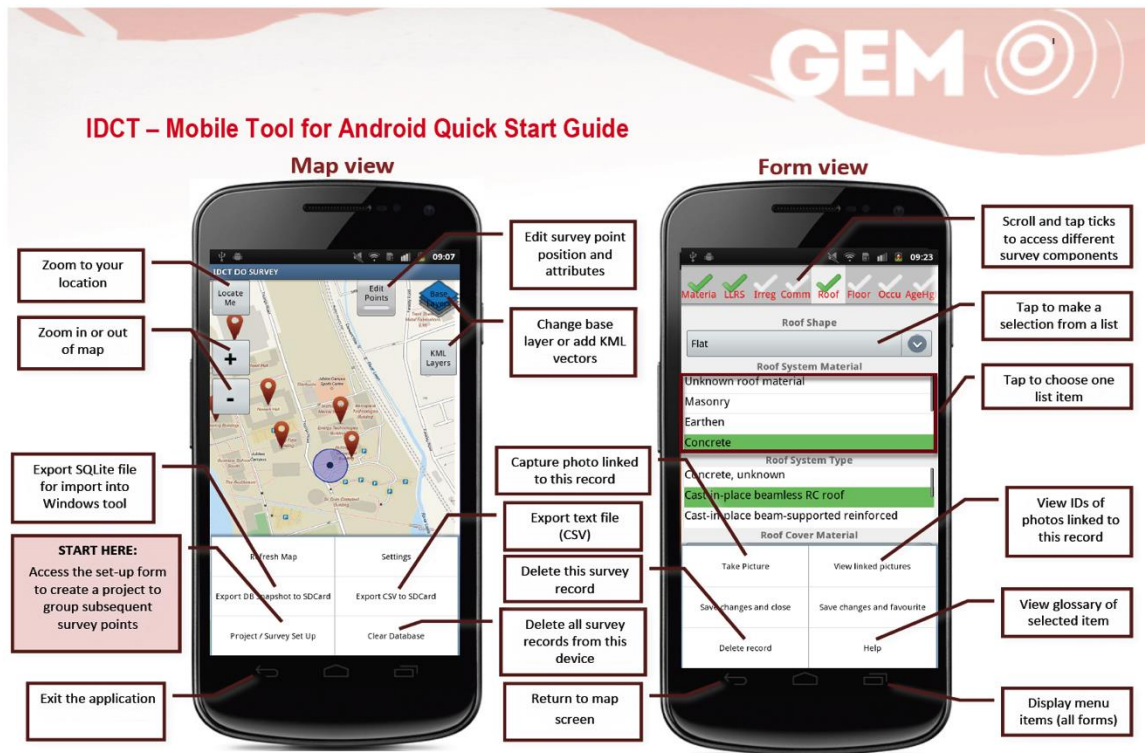 GEM
IDCT – Mobile Tool for Android Quick Start Guide
Map view
Zoom to your
location
Zoom in or out
of map
Export SQLite file
for import into
Windows tool
START HERE:
Access the set-up form
to create a project to
group subsequent
survey points
Exit the application
09:07
IDCT DO SURVEY
Locate
Me
Edit
Points
Base
Layers
+
-
KML
Layers
Refresh Map
Settings
Export DB Snapshot to SDCard
Export CSV to SDCard
Project / Survey Set Up
Clear Database
Edit survey point
position and
attributes
Change base
layer or add KML
vectors
Capture photo linked
to this record
Export text file
(CSV)
Delete this survey
record
Delete all survey
records from this
device
Return to map
screen
Form view
09:23
Materia LLRS Irreg Comm Roof Floor Occu AgeHg
Roof Shape
Flat
Roof System Material
Unknown roof material
Masonry
Earthen
Concrete
Roof System Type
Concrete, unknown
Cast-in-place beamless RC roof
Cast-in-place beam-supported reinforced
Roof Cover Material
Take Picture
View linked pictures
Save changes and close
Save changes and favourite
Delete record
Help
Scroll and tap ticks
to access different
survey components
Tap to make a
selection from a list
Tap to choose one
list item
View IDs of
photos linked to
this record
View glossary of
selected item
Display menu
items (all forms)